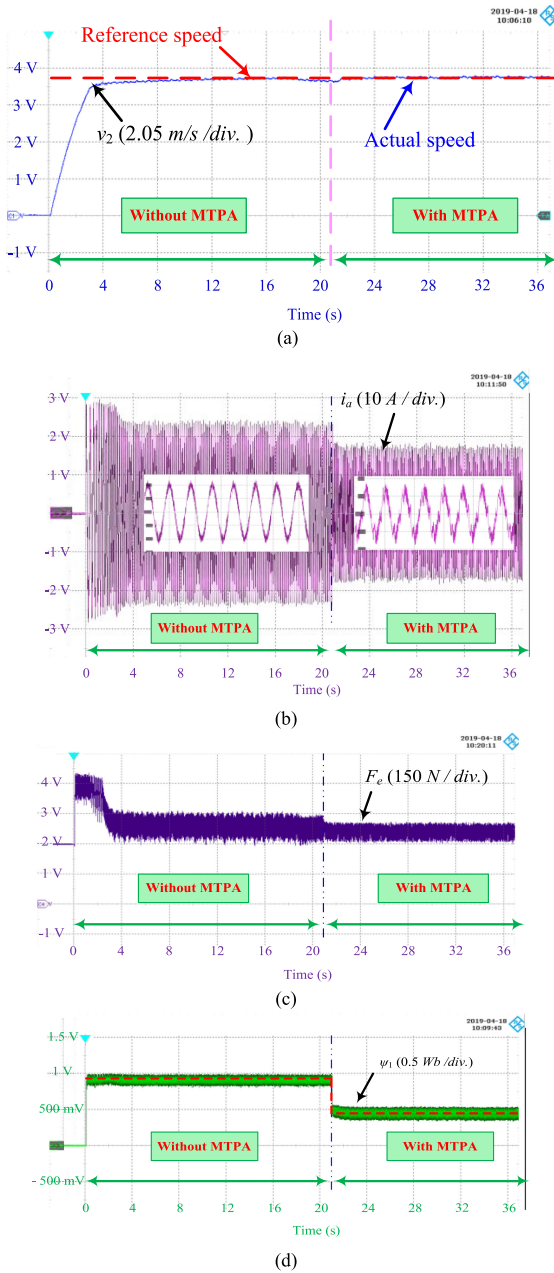 2019-04-18
10:06:10
Reference speed
4 V
3 V
v₂ (2.05 m/s /div. )
2 V
Actual speed
1 V
Without MTPA
With MTPA
-1 V
0 4 8 12 16 20 24 28 32 36
Time (s)
(a)
2019-04-18
10:11:50
3 V
iₐ (10 A / div.)
2 V
1 V
-1 V
-2 V
Without MTPA
With MTPA
-3 V
0 4 8 12 16 20 24 28 32 36
Time (s)
(b)
2019-04-18
10:20:11
4 V
Fₑ (150 N / div.)
3 V
2 V
1 V
Without MTPA
With MTPA
-1 V
0 4 8 12 16 20 24 28 32 36
Time (s)
(c)
2019-04-18
10:09:43
1.5 V
1 V
ψ₁ (0.5 Wb /div.)
500 mV
Without MTPA
With MTPA
- 500 mV
0 4 8 12 16 20 24 28 32 36
Time (s)
(d)